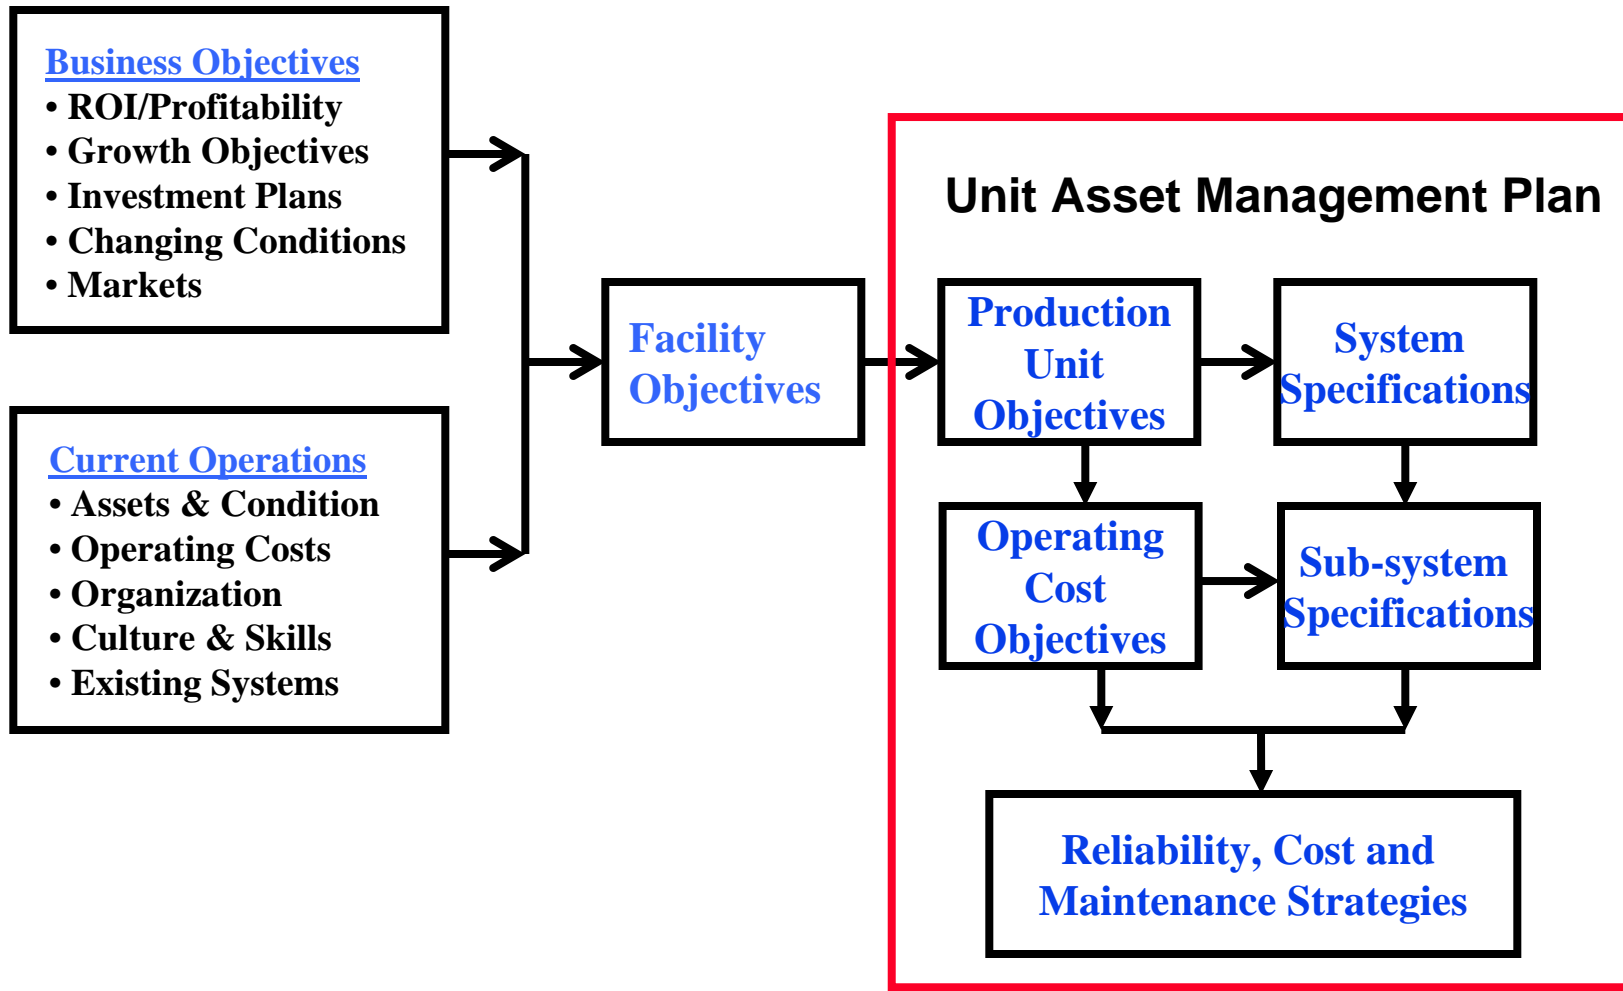 Business Objectives
• ROI/Profitability
• Growth Objectives
• Investment Plans
• Changing Conditions
• Markets
Current Operations
• Assets & Condition
• Operating Costs
• Organization
• Culture & Skills
• Existing Systems
Facility
Objectives
Unit Asset Management Plan
Production
Unit
Objectives
System
Specifications
Operating
Cost
Objectives
Sub-system
Specifications
Reliability, Cost and
Maintenance Strategies